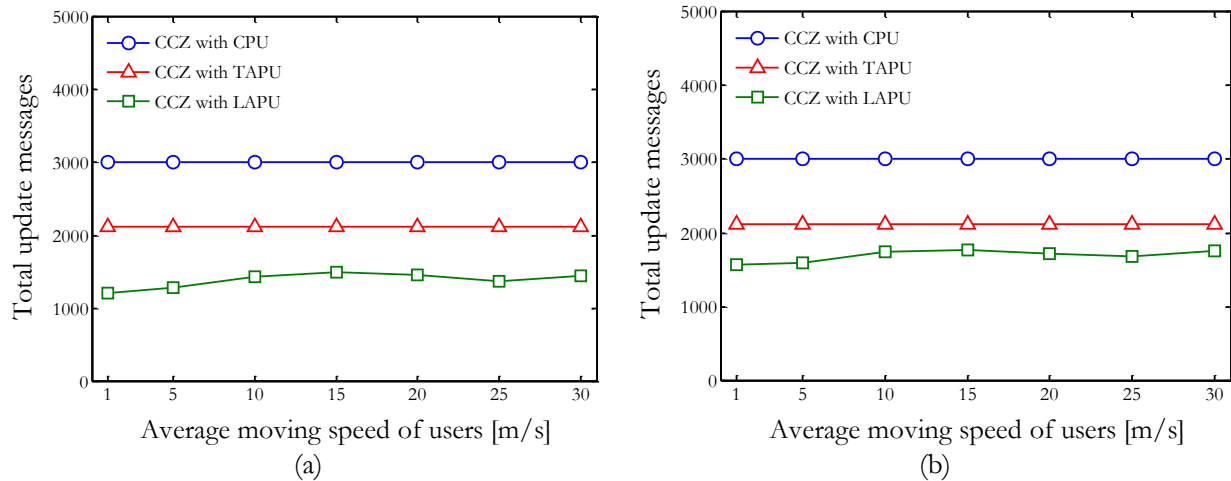 5000
CCZ with CPU
CCZ with TAPU
CCZ with LAPU
4000
3000
2000
1000
0
Total update messages
1 5 10 15 20 25 30
Average moving speed of users [m/s]
(a)
5000
CCZ with CPU
CCZ with TAPU
CCZ with LAPU
4000
3000
2000
1000
0
Total update messages
1 5 10 15 20 25 30
Average moving speed of users [m/s]
(b)